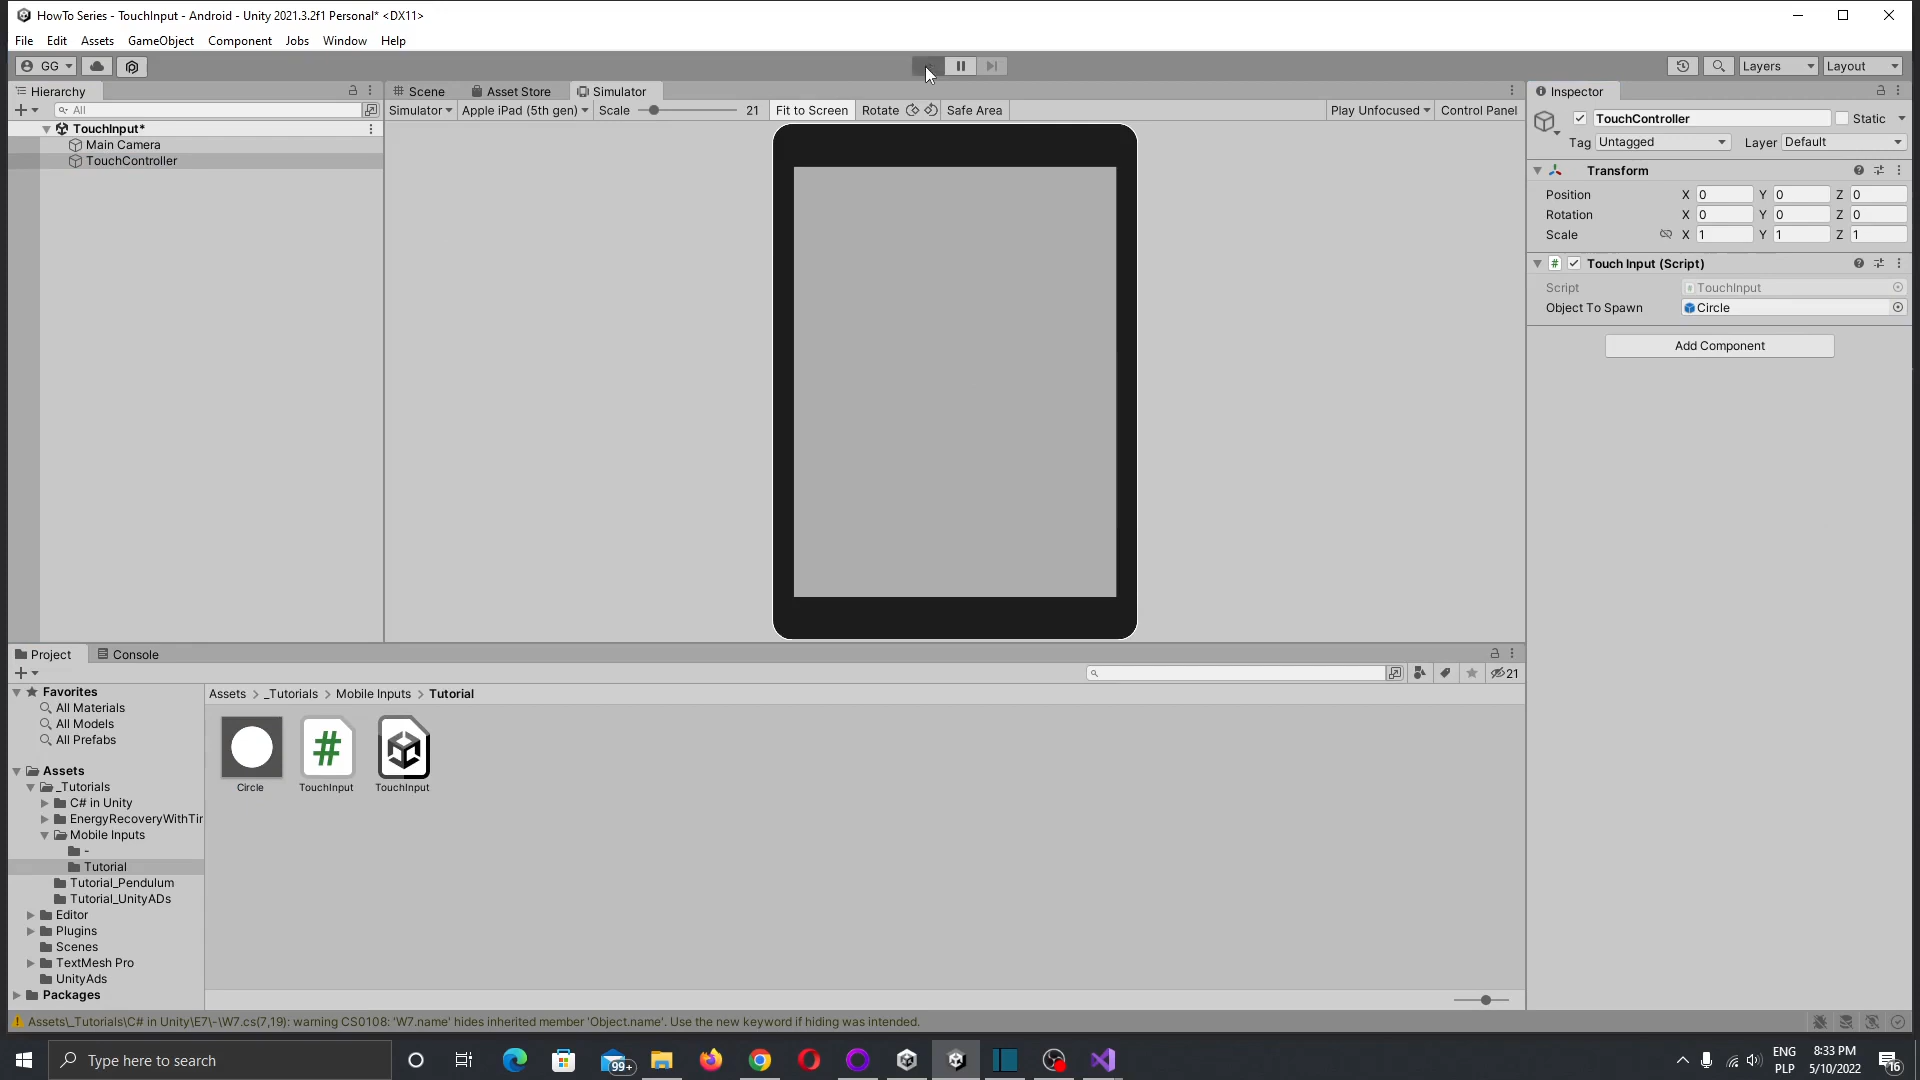 HowTo Series - TouchInput - Android - Unity 2021.3.2f1 Personal* <DX11>
File Edit Assets GameObject Component Jobs Window Help
GG Layers Layout
Hierarchy
All
TouchInput*
Main Camera
TouchController
Scene Asset Store Simulator
Simulator Apple iPad (5th gen) Scale 21 Fit to Screen Rotate Safe Area Play Unfocused Control Panel
Inspector
TouchController Static
Tag Untagged Layer Default
Transform
Position X 0 Y 0 Z 0
Rotation X 0 Y 0 Z 0
Scale X 1 Y 1 Z 1
# Touch Input (Script)
Script # TouchInput
Object To Spawn Circle
Add Component
Project Console
21
Favorites
All Materials
All Models
All Prefabs
Assets
_Tutorials
C# in Unity
EnergyRecoveryWithTir
Mobile Inputs
-
Tutorial
Tutorial_Pendulum
Tutorial_UnityADs
Editor
Plugins
Scenes
TextMesh Pro
UnityAds
Packages
Assets > _Tutorials > Mobile Inputs > Tutorial
#
Circle TouchInput TouchInput
Assets\_Tutorials\C# in Unity\E7\-\W7.cs(7,19): warning CS0108: 'W7.name' hides inherited member 'Object.name'. Use the new keyword if hiding was intended.
Type here to search
99+
ENG
PLP
8:33 PM
5/10/2022
16